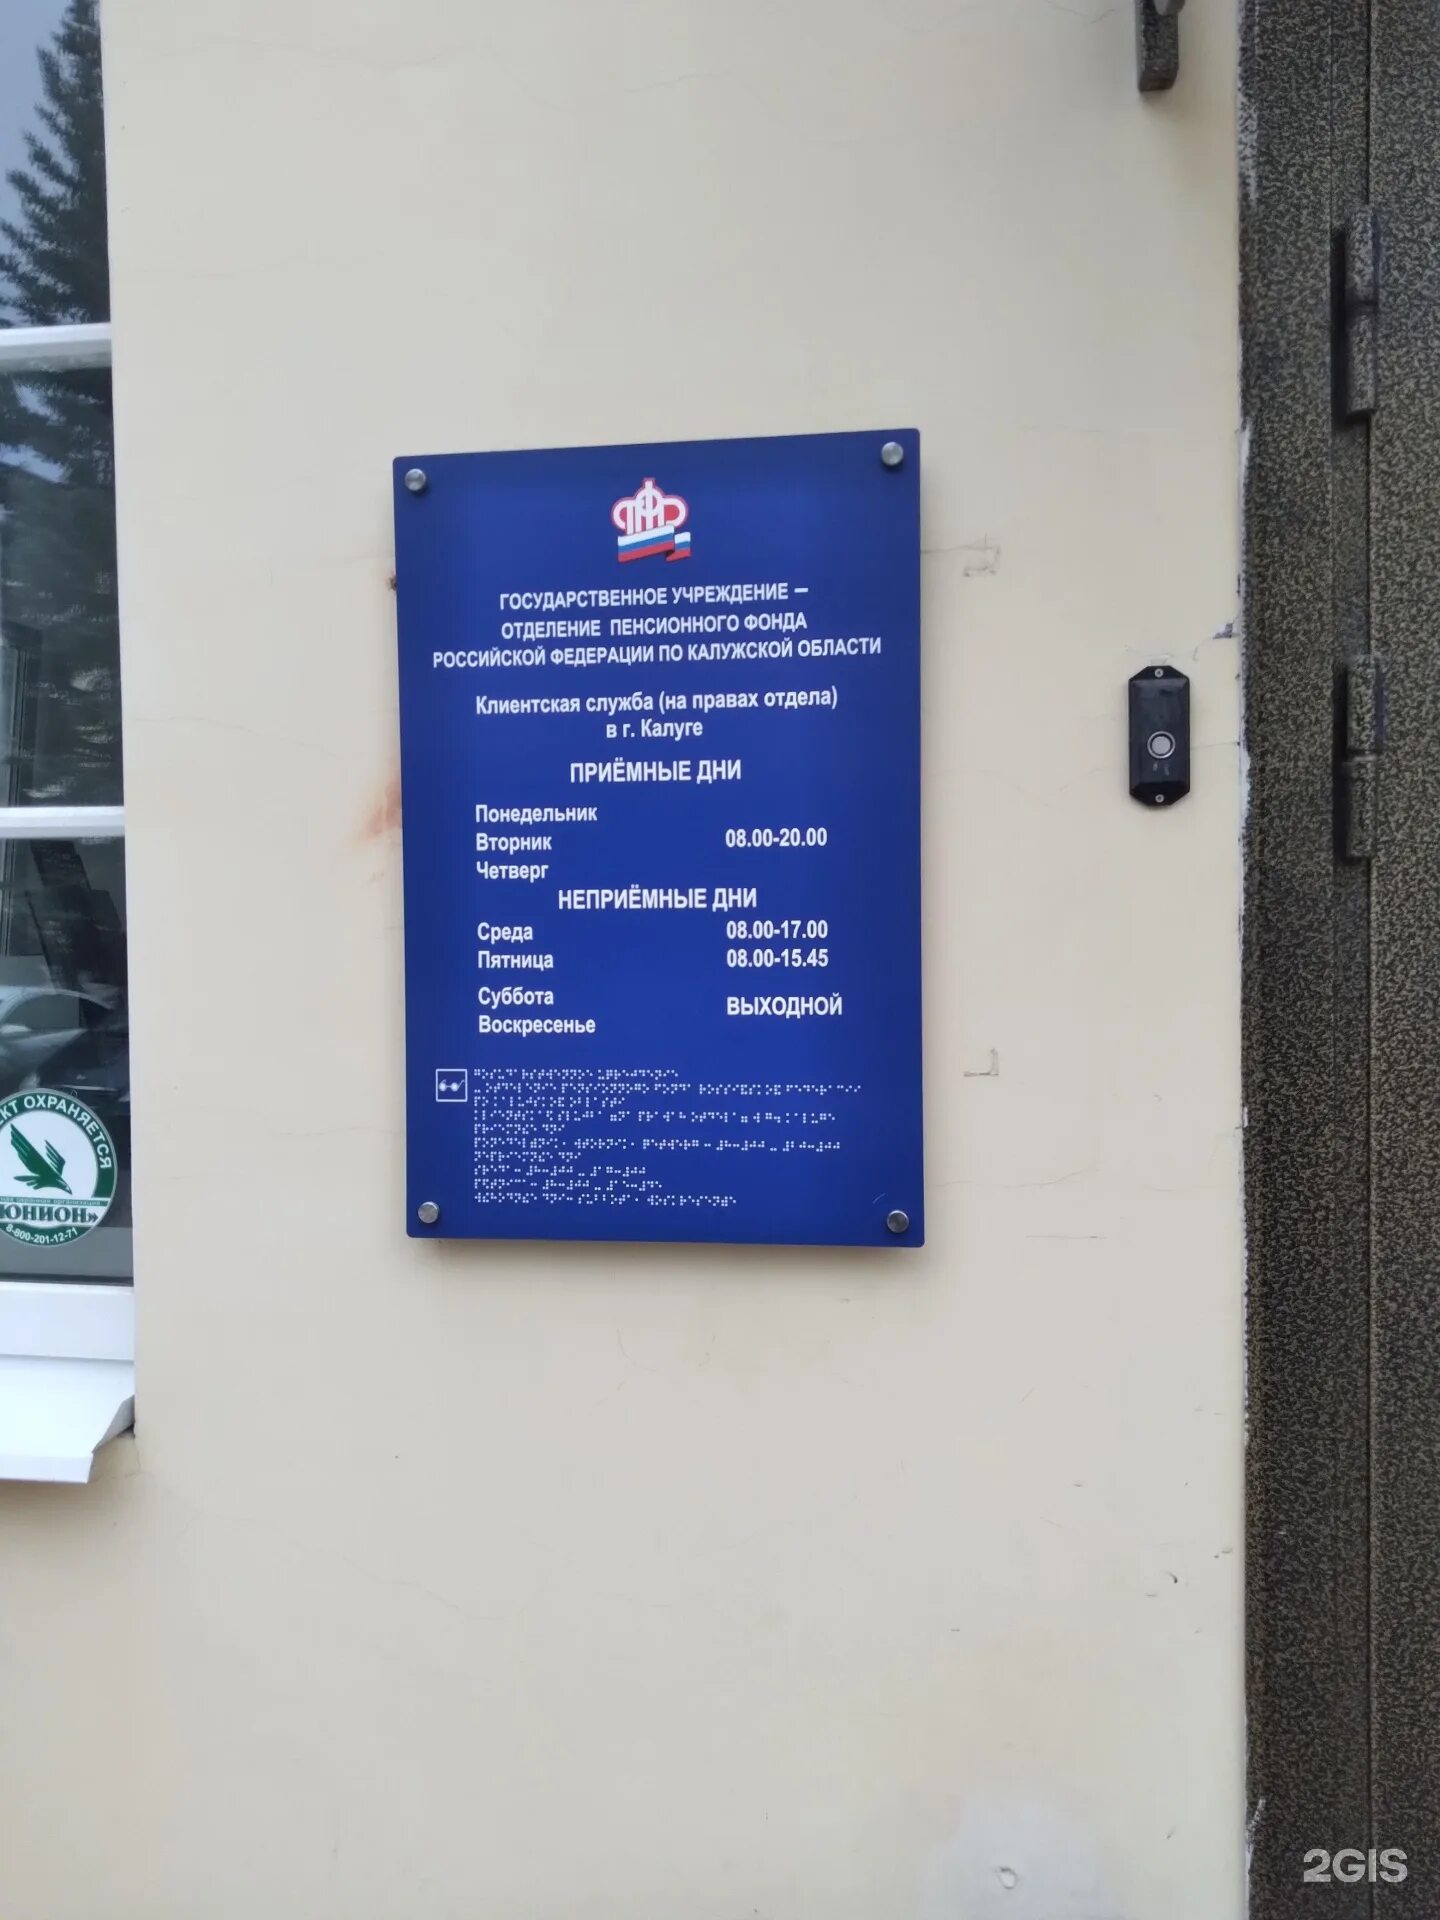 ГОСУДАРСТВЕННОЕ УЧРЕЖДЕНИЕ –
ОТДЕЛЕНИЕ ПЕНСИОННОГО ФОНДА
РОССИЙСКОЙ ФЕДЕРАЦИИ ПО КАЛУЖСКОЙ ОБЛАСТИ
Клиентская служба (на правах отдела)
в г. Калуге
ПРИЁМНЫЕ ДНИ
Понедельник
Вторник 08.00-20.00
Четверг
НЕПРИЁМНЫЕ ДНИ
Среда 08.00-17.00
Пятница 08.00-15.45
Суббота
ВЫХОДНОЙ
Воскресенье
ЕКТ ОХРАНЯЕТСЯ
ЮНИОН»
8-800-201-12-71
2GIS